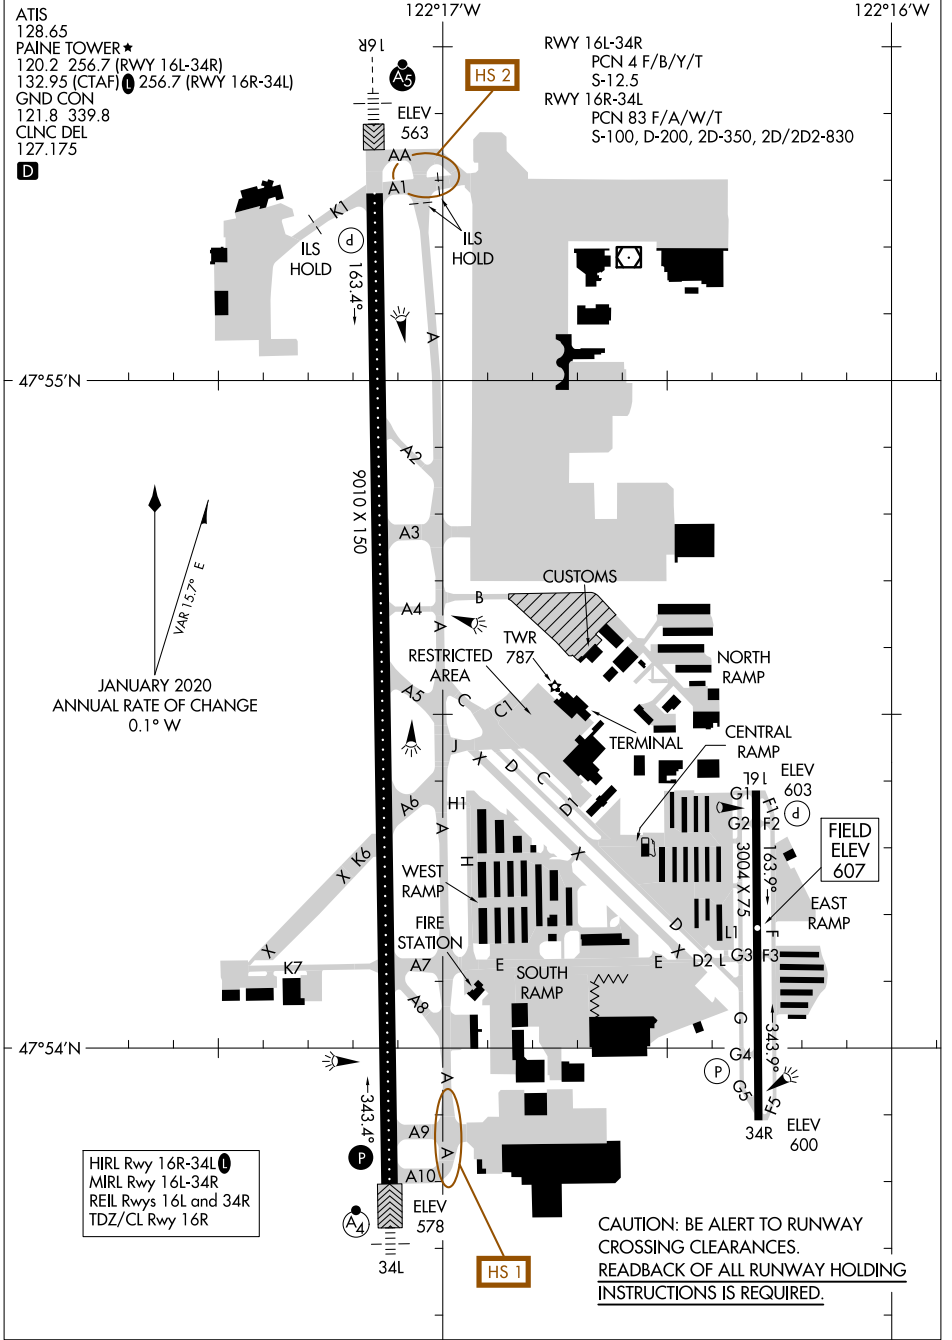 ATIS
128.65
PAINE TOWER★
120.2 256.7 (RWY 16L-34R)
132.95 (CTAF) L 256.7 (RWY 16R-34L)
GND CON
121.8 339.8
CLNC DEL
127.175
D
122°17'W
122°16'W
RWY 16L-34R
PCN 4 F/B/Y/T
S-12.5
RWY 16R-34L
PCN 83 F/A/W/T
S-100, D-200, 2D-350, 2D/2D2-830
16R
A5
HS 2
ELEV
563
AA
A1
K1
ILS
HOLD
ILS
HOLD
P
163.4°
A
47°55'N
A2
9010 X 150
A3
VAR 15.7° E
JANUARY 2020
ANNUAL RATE OF CHANGE
0.1° W
CUSTOMS
B
A4
A
TWR
787
RESTRICTED
AREA
NORTH
RAMP
A5
C
C1
TERMINAL
CENTRAL
RAMP
J
X
D
C
D1
X
16L
ELEV
603
G1
F1
P
G2
F2
H1
A6
A
H
K6
X
X
3004 X 75
163.9°
FIELD
ELEV
607
WEST
RAMP
FIRE
STATION
EAST
RAMP
D
X
L1
F
A7
E
E
D2
L
G3
F3
K7
SOUTH
RAMP
A8
G
343.9°
47°54'N
G4
P
G5
F5
A
343.4°
34R
ELEV
600
A9
A
P
A10
HIRL Rwy 16R-34L L
MIRL Rwy 16L-34R
REIL Rwys 16L and 34R
TDZ/CL Rwy 16R
A4
ELEV
578
34L
HS 1
CAUTION: BE ALERT TO RUNWAY
CROSSING CLEARANCES.
READBACK OF ALL RUNWAY HOLDING
INSTRUCTIONS IS REQUIRED.